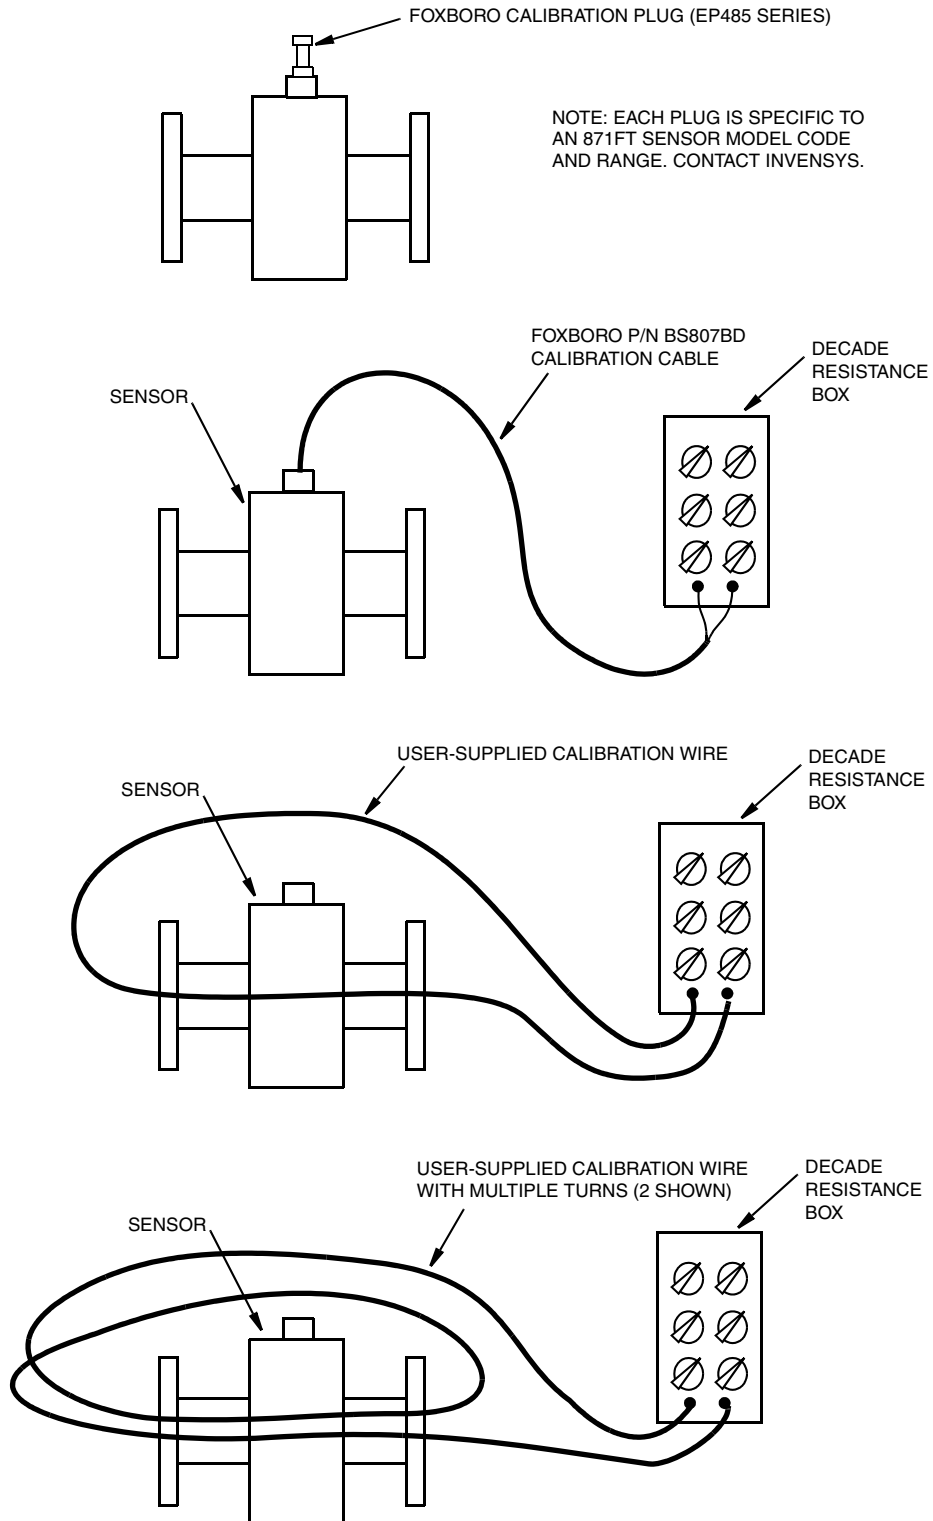 FOXBORO CALIBRATION PLUG (EP485 SERIES)
NOTE: EACH PLUG IS SPECIFIC TO
AN 871FT SENSOR MODEL CODE
AND RANGE. CONTACT INVENSYS.
FOXBORO P/N BS807BD
CALIBRATION CABLE
DECADE
RESISTANCE
BOX
SENSOR
USER-SUPPLIED CALIBRATION WIRE
DECADE
RESISTANCE
BOX
SENSOR
USER-SUPPLIED CALIBRATION WIRE
WITH MULTIPLE TURNS (2 SHOWN)
DECADE
RESISTANCE
BOX
SENSOR